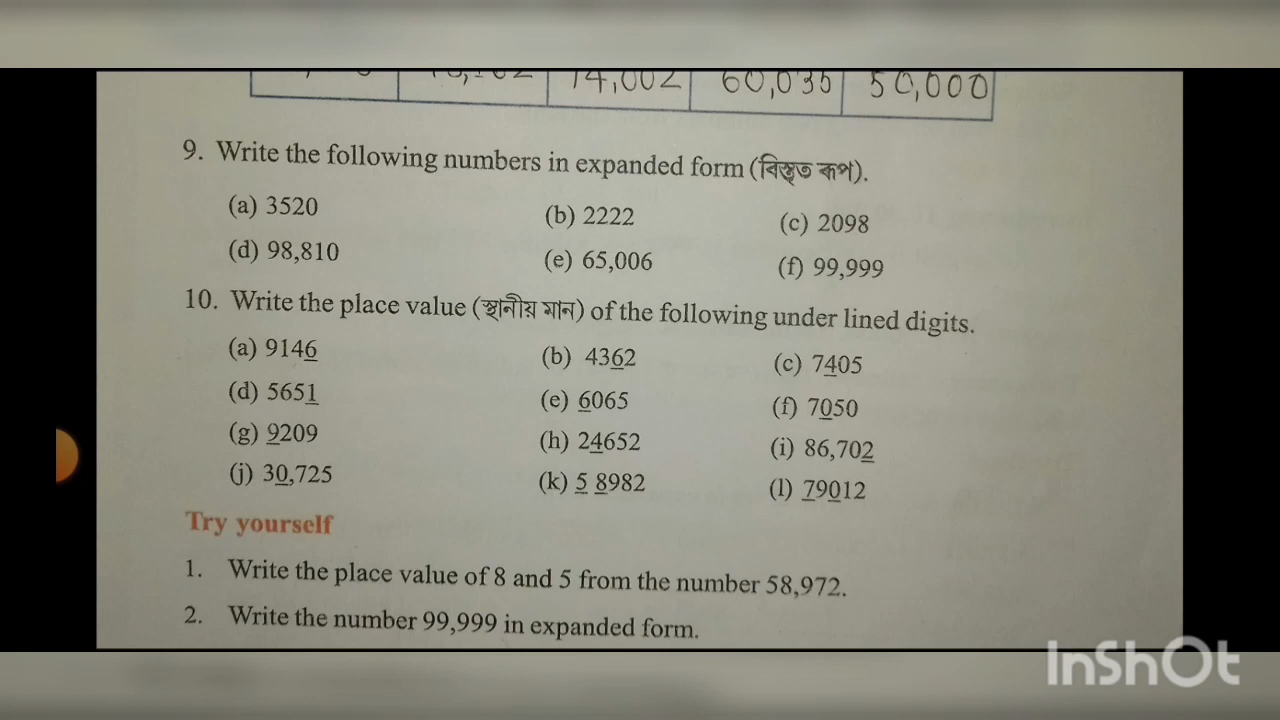 14,002 60,035 50,000
9. Write the following numbers in expanded form (বিস্তৃত রূপ).
(a) 3520 (b) 2222 (c) 2098
(d) 98,810 (e) 65,006 (f) 99,999
10. Write the place value (স্থানীয় মান) of the following under lined digits.
(a) 9146 (b) 4362 (c) 7405
(d) 5651 (e) 6065 (f) 7050
(g) 9209 (h) 24652 (i) 86,702
(j) 30,725 (k) 5 8982 (l) 79012
Try yourself
1. Write the place value of 8 and 5 from the number 58,972.
2. Write the number 99,999 in expanded form.
InShOt